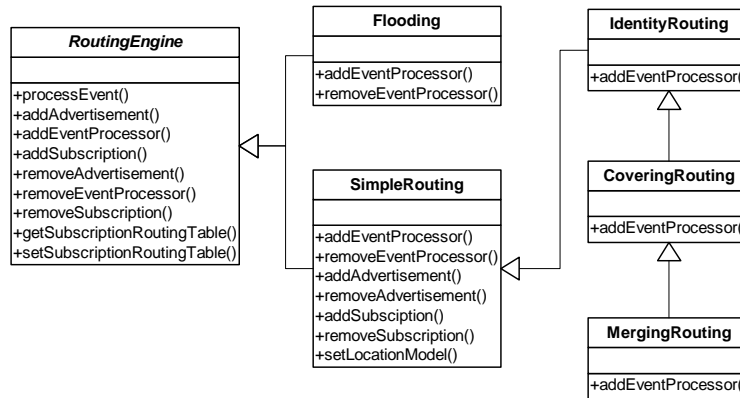 RoutingEngine
+processEvent()
+addAdvertisement()
+addEventProcessor()
+addSubscription()
+removeAdvertisement()
+removeEventProcessor()
+removeSubscription()
+getSubscriptionRoutingTable()
+setSubscriptionRoutingTable()
Flooding
+addEventProcessor()
+removeEventProcessor()
SimpleRouting
+addEventProcessor()
+removeEventProcessor()
+addAdvertisement()
+removeAdvertisement()
+addSubsciption()
+removeSubscription()
+setLocationModel()
IdentityRouting
+addEventProcessor()
CoveringRouting
+addEventProcessor()
MergingRouting
+addEventProcessor()